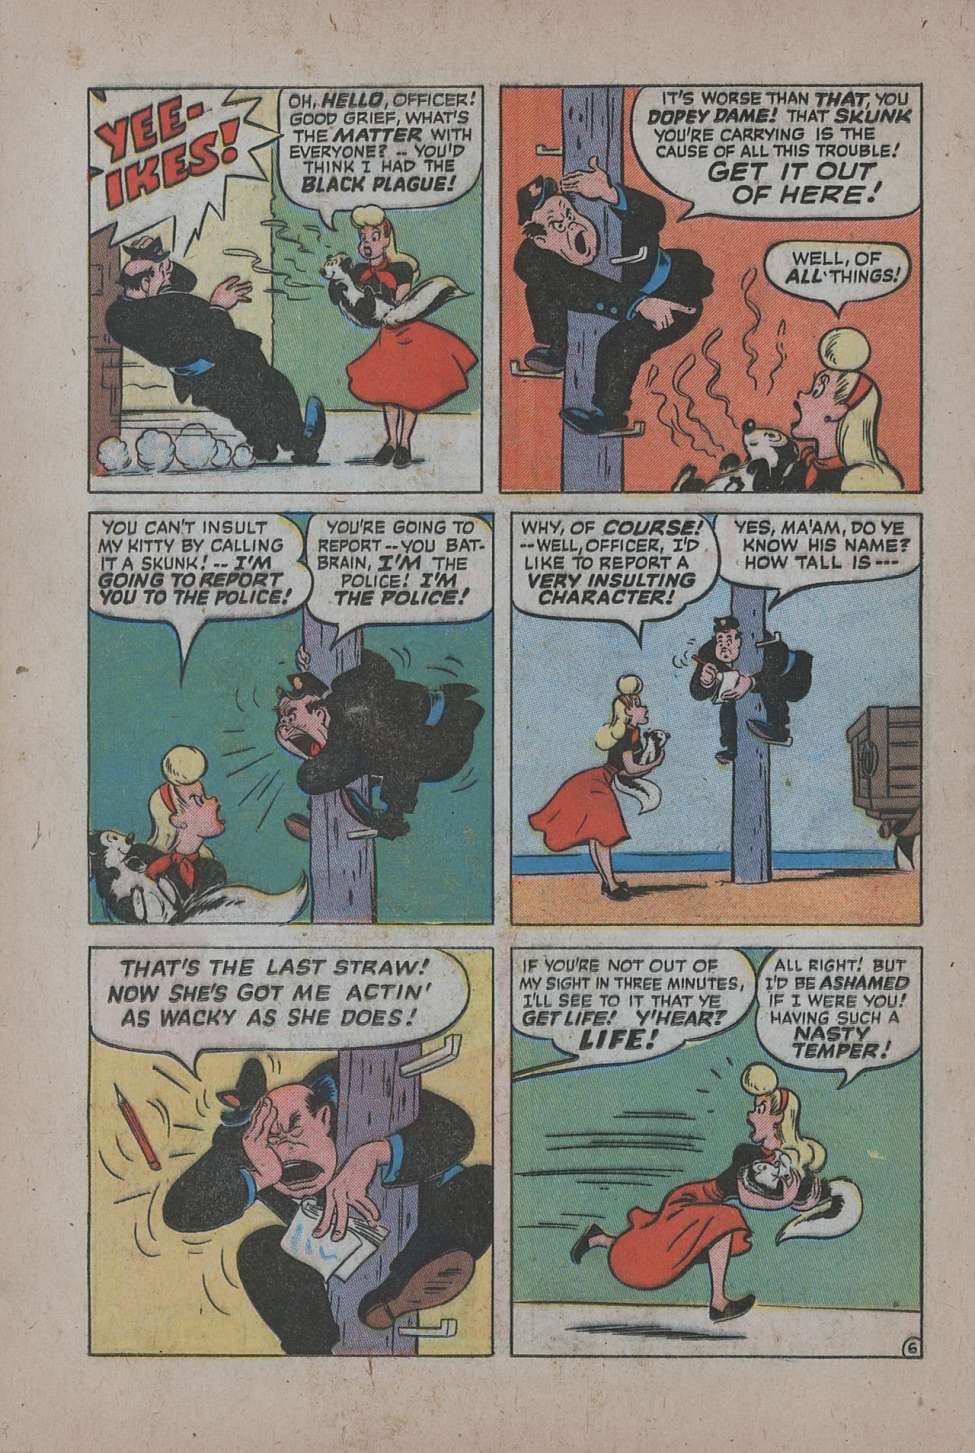 YEE-
IKES!
OH, HELLO, OFFICER!
GOOD GRIEF, WHAT'S
THE MATTER WITH
EVERYONE? -- YOU'D
THINK I HAD THE
BLACK PLAGUE!
IT'S WORSE THAN THAT, YOU
DOPEY DAME! THAT SKUNK
YOU'RE CARRYING IS THE
CAUSE OF ALL THIS TROUBLE!
GET IT OUT
OF HERE!
WELL, OF
ALL THINGS!
YOU CAN'T INSULT
MY KITTY BY CALLING
IT A SKUNK! -- I'M
GOING TO REPORT
YOU TO THE POLICE!
YOU'RE GOING TO
REPORT -- YOU BAT-
BRAIN, I'M THE
POLICE! I'M
THE POLICE!
WHY, OF COURSE!
-- WELL, OFFICER, I'D
LIKE TO REPORT A
VERY INSULTING
CHARACTER!
YES, MA'AM, DO YE
KNOW HIS NAME?
HOW TALL IS ---
THAT'S THE LAST STRAW!
NOW SHE'S GOT ME ACTIN'
AS WACKY AS SHE DOES!
IF YOU'RE NOT OUT OF
MY SIGHT IN THREE MINUTES,
I'LL SEE TO IT THAT YE
GET LIFE! Y'HEAR?
LIFE!
ALL RIGHT! BUT
I'D BE ASHAMED
IF I WERE YOU!
HAVING SUCH A
NASTY
TEMPER!
6